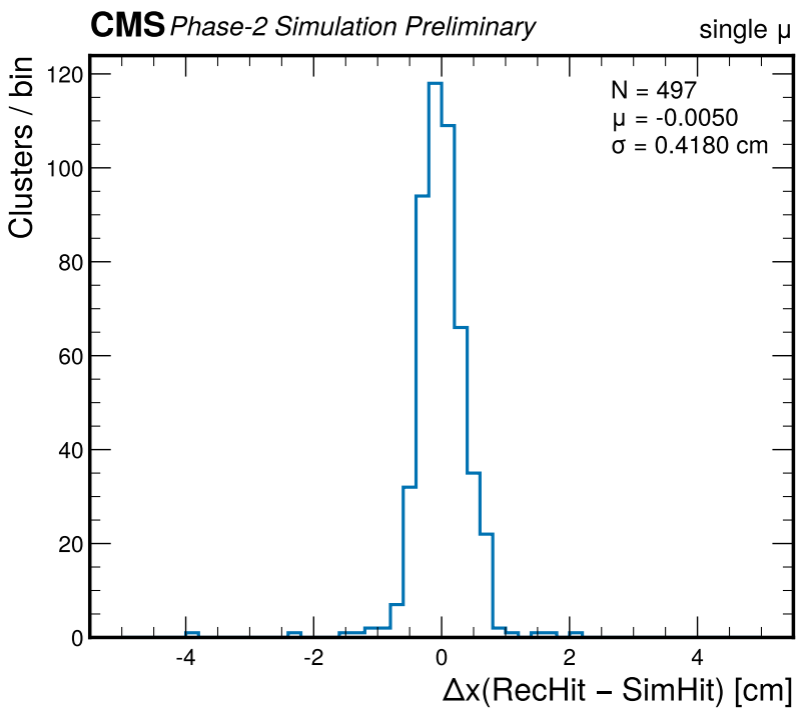 CMS Phase-2 Simulation Preliminary single μ
Clusters / bin
N = 497
μ = -0.0050
σ = 0.4180 cm
120
100
80
60
40
20
0
-4 -2 0 2 4
Δx(RecHit − SimHit) [cm]